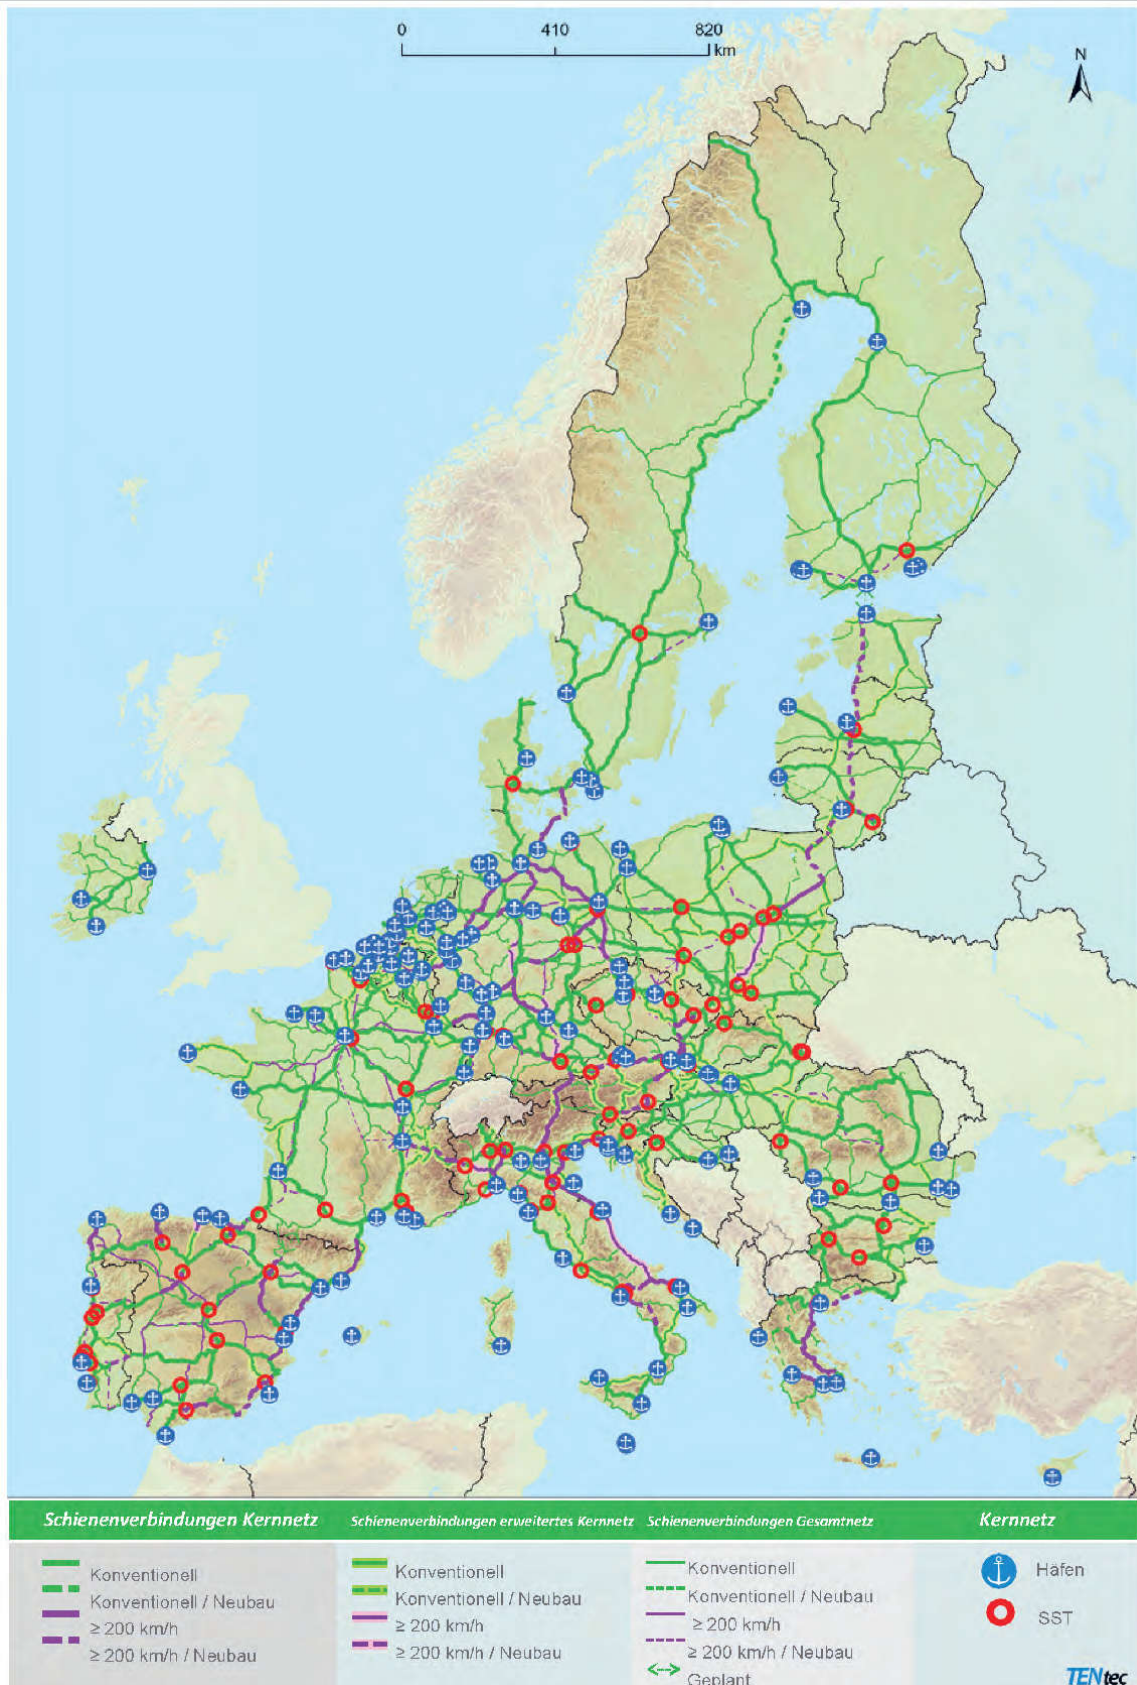 0 410 820
km
N
Schienenverbindungen Kernnetz
Konventionell
Konventionell / Neubau
≥ 200 km/h
≥ 200 km/h / Neubau
Schienenverbindungen erweitertes Kernnetz
Konventionell
Konventionell / Neubau
≥ 200 km/h
≥ 200 km/h / Neubau
Schienenverbindungen Gesamtnetz
Konventionell
Konventionell / Neubau
≥ 200 km/h
≥ 200 km/h / Neubau
Geplant
Kernnetz
Häfen
SST
TENtec